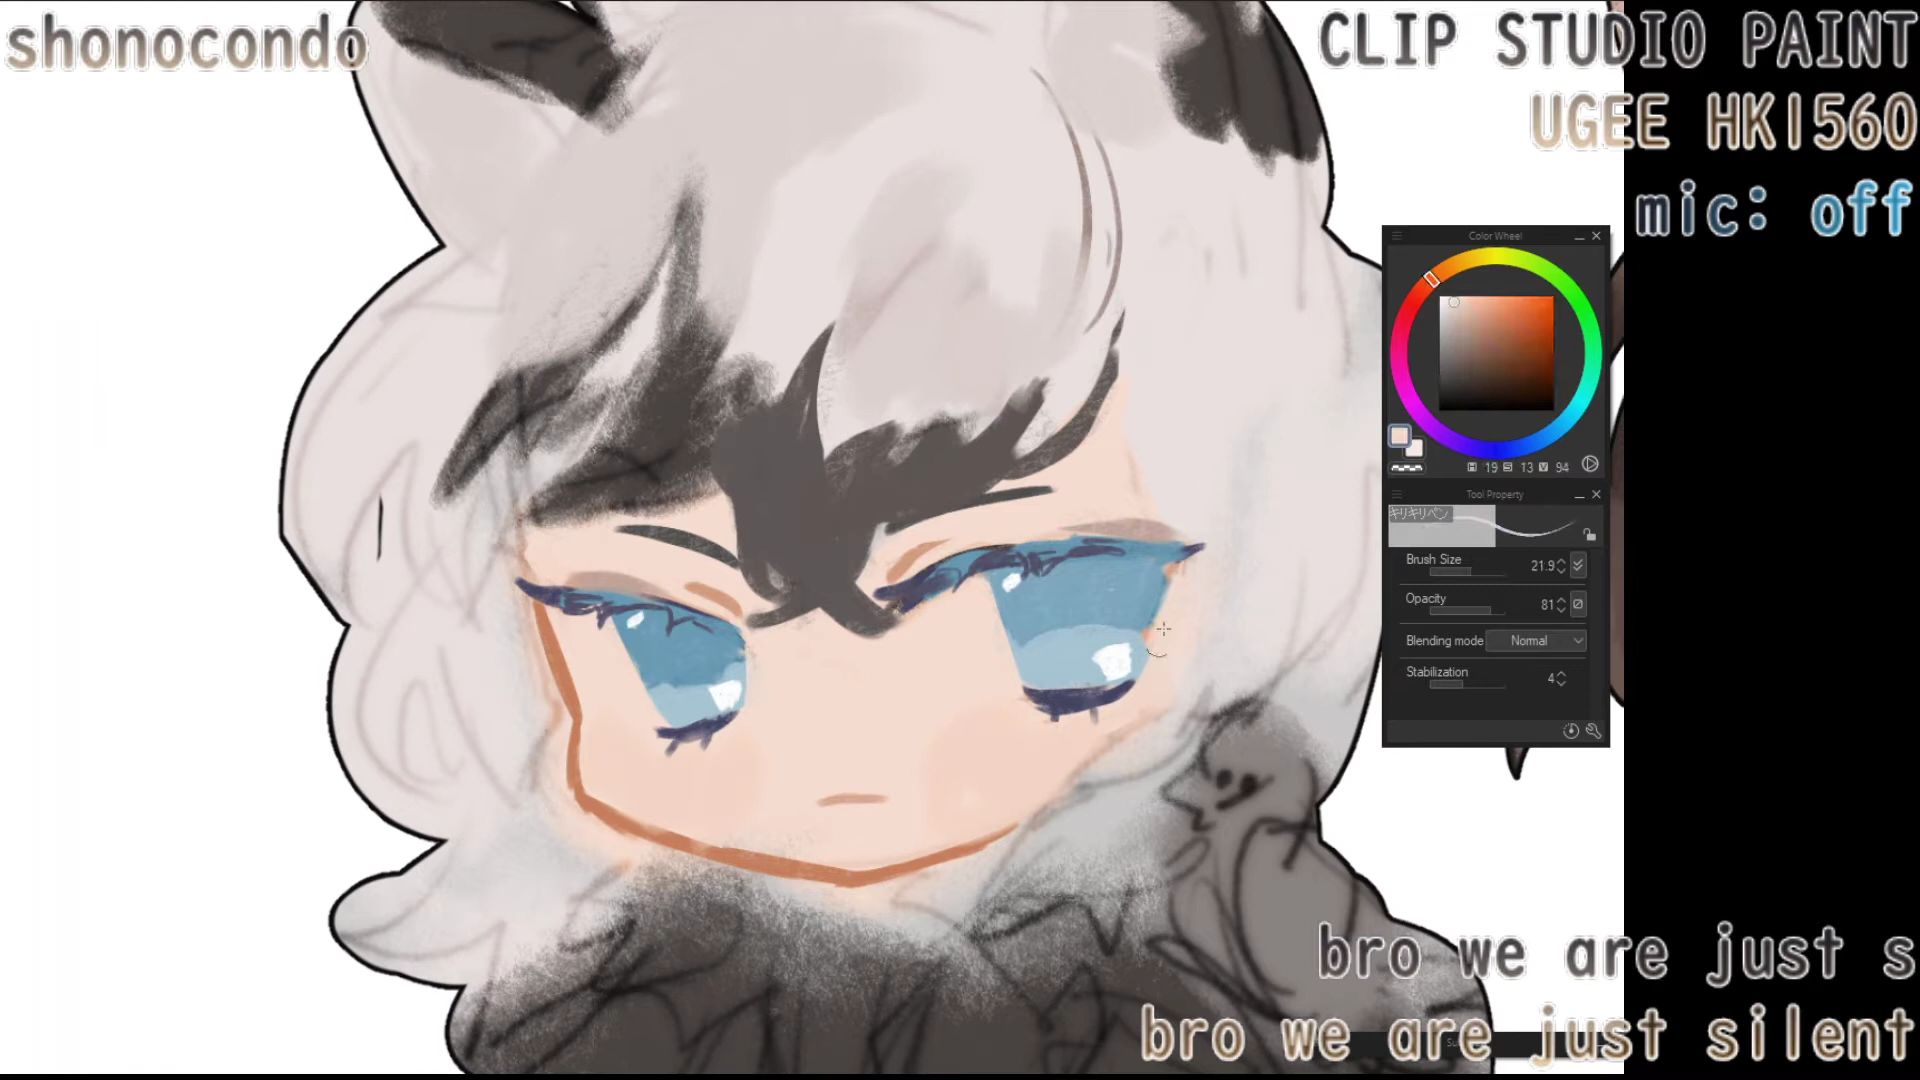 shonocondo
CLIP STUDIO PAINT
UGEE HK1560
mic: off
Color Wheel
H 19 S 13 V 94
Tool Property
キリキリペン
Brush Size 21.9
Opacity 81
Blending mode Normal
Stabilization 4
bro we are just s
bro we are just silent